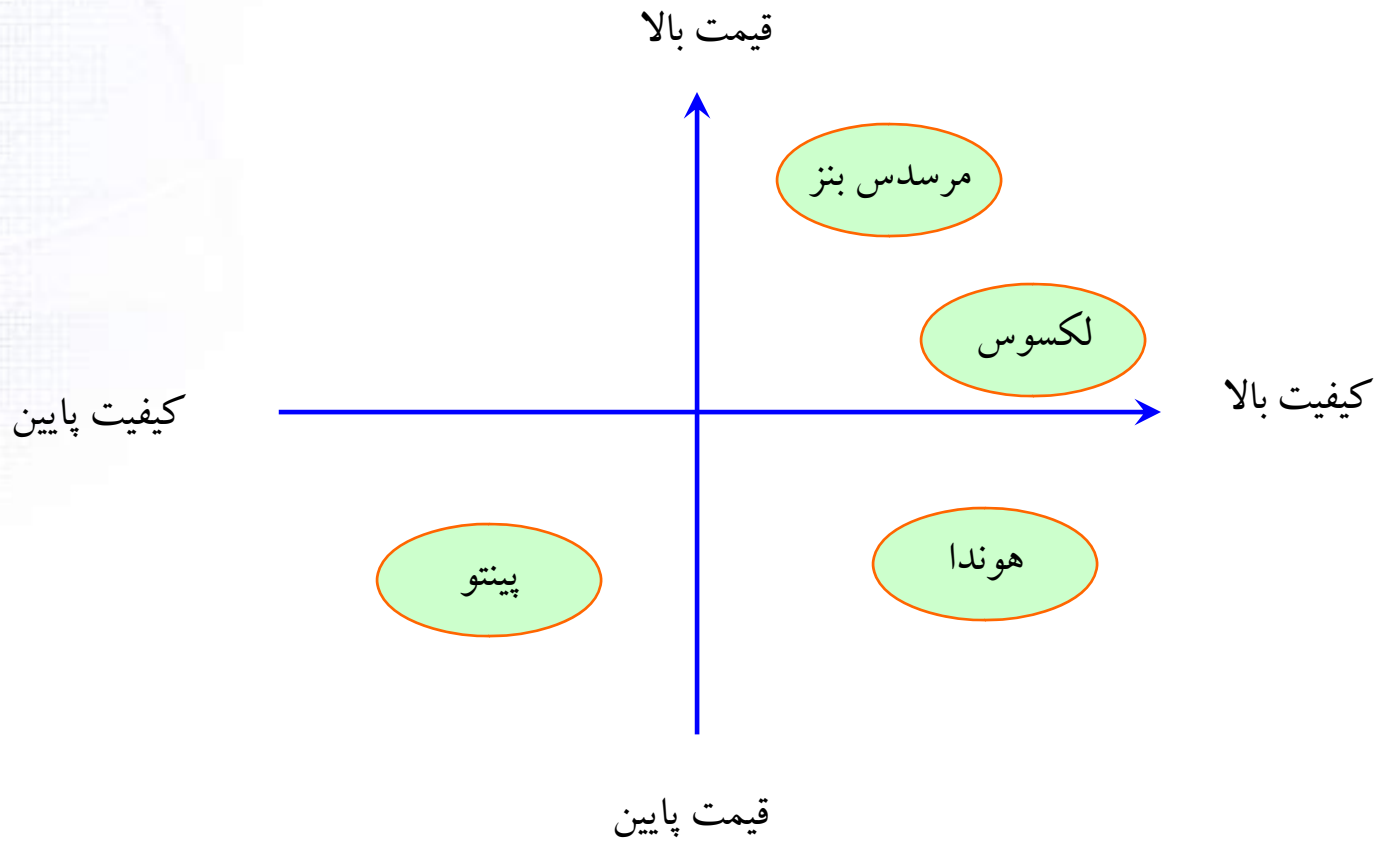 قیمت بالا
مرسدس بنز
لکسوس
کیفیت بالا
کیفیت پایین
هوندا
پینتو
قیمت پایین